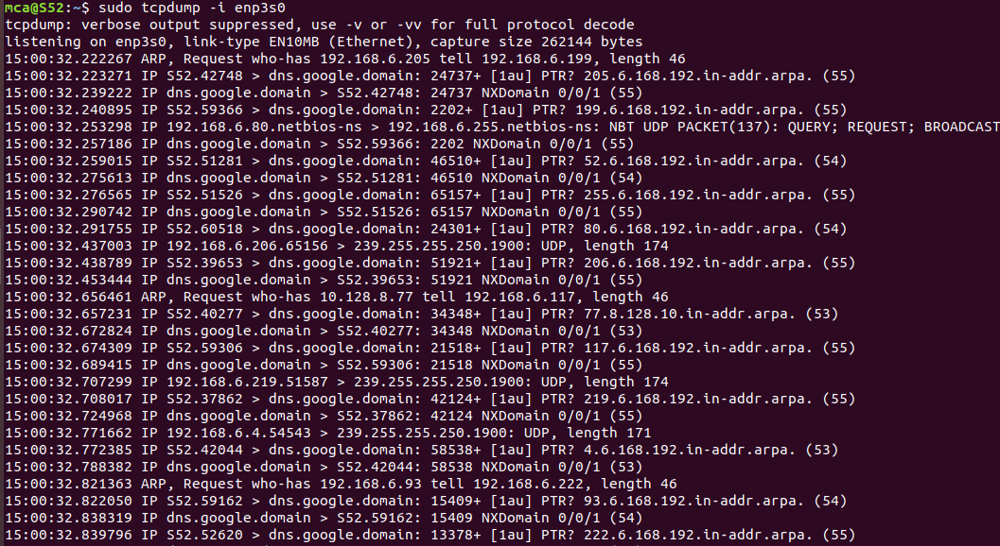 mca@S52:~$ sudo tcpdump -i enp3s0
tcpdump: verbose output suppressed, use -v or -vv for full protocol decode
listening on enp3s0, link-type EN10MB (Ethernet), capture size 262144 bytes
15:00:32.222267 ARP, Request who-has 192.168.6.205 tell 192.168.6.199, length 46
15:00:32.223271 IP S52.42748 > dns.google.domain: 24737+ [1au] PTR? 205.6.168.192.in-addr.arpa. (55)
15:00:32.239222 IP dns.google.domain > S52.42748: 24737 NXDomain 0/0/1 (55)
15:00:32.240895 IP S52.59366 > dns.google.domain: 2202+ [1au] PTR? 199.6.168.192.in-addr.arpa. (55)
15:00:32.253298 IP 192.168.6.80.netbios-ns > 192.168.6.255.netbios-ns: NBT UDP PACKET(137): QUERY; REQUEST; BROADCAST
15:00:32.257186 IP dns.google.domain > S52.59366: 2202 NXDomain 0/0/1 (55)
15:00:32.259015 IP S52.51281 > dns.google.domain: 46510+ [1au] PTR? 52.6.168.192.in-addr.arpa. (54)
15:00:32.275613 IP dns.google.domain > S52.51281: 46510 NXDomain 0/0/1 (54)
15:00:32.276565 IP S52.51526 > dns.google.domain: 65157+ [1au] PTR? 255.6.168.192.in-addr.arpa. (55)
15:00:32.290742 IP dns.google.domain > S52.51526: 65157 NXDomain 0/0/1 (55)
15:00:32.291755 IP S52.60518 > dns.google.domain: 24301+ [1au] PTR? 80.6.168.192.in-addr.arpa. (54)
15:00:32.437003 IP 192.168.6.206.65156 > 239.255.255.250.1900: UDP, length 174
15:00:32.438789 IP S52.39653 > dns.google.domain: 51921+ [1au] PTR? 206.6.168.192.in-addr.arpa. (55)
15:00:32.453444 IP dns.google.domain > S52.39653: 51921 NXDomain 0/0/1 (55)
15:00:32.656461 ARP, Request who-has 10.128.8.77 tell 192.168.6.117, length 46
15:00:32.657231 IP S52.40277 > dns.google.domain: 34348+ [1au] PTR? 77.8.128.10.in-addr.arpa. (53)
15:00:32.672824 IP dns.google.domain > S52.40277: 34348 NXDomain 0/0/1 (53)
15:00:32.674309 IP S52.59306 > dns.google.domain: 21518+ [1au] PTR? 117.6.168.192.in-addr.arpa. (55)
15:00:32.689415 IP dns.google.domain > S52.59306: 21518 NXDomain 0/0/1 (55)
15:00:32.707299 IP 192.168.6.219.51587 > 239.255.255.250.1900: UDP, length 174
15:00:32.708017 IP S52.37862 > dns.google.domain: 42124+ [1au] PTR? 219.6.168.192.in-addr.arpa. (55)
15:00:32.724968 IP dns.google.domain > S52.37862: 42124 NXDomain 0/0/1 (55)
15:00:32.771662 IP 192.168.6.4.54543 > 239.255.255.250.1900: UDP, length 171
15:00:32.772385 IP S52.42044 > dns.google.domain: 58538+ [1au] PTR? 4.6.168.192.in-addr.arpa. (53)
15:00:32.788382 IP dns.google.domain > S52.42044: 58538 NXDomain 0/0/1 (53)
15:00:32.821363 ARP, Request who-has 192.168.6.93 tell 192.168.6.222, length 46
15:00:32.822050 IP S52.59162 > dns.google.domain: 15409+ [1au] PTR? 93.6.168.192.in-addr.arpa. (54)
15:00:32.838319 IP dns.google.domain > S52.59162: 15409 NXDomain 0/0/1 (54)
15:00:32.839796 IP S52.52620 > dns.google.domain: 13378+ [1au] PTR? 222.6.168.192.in-addr.arpa. (55)